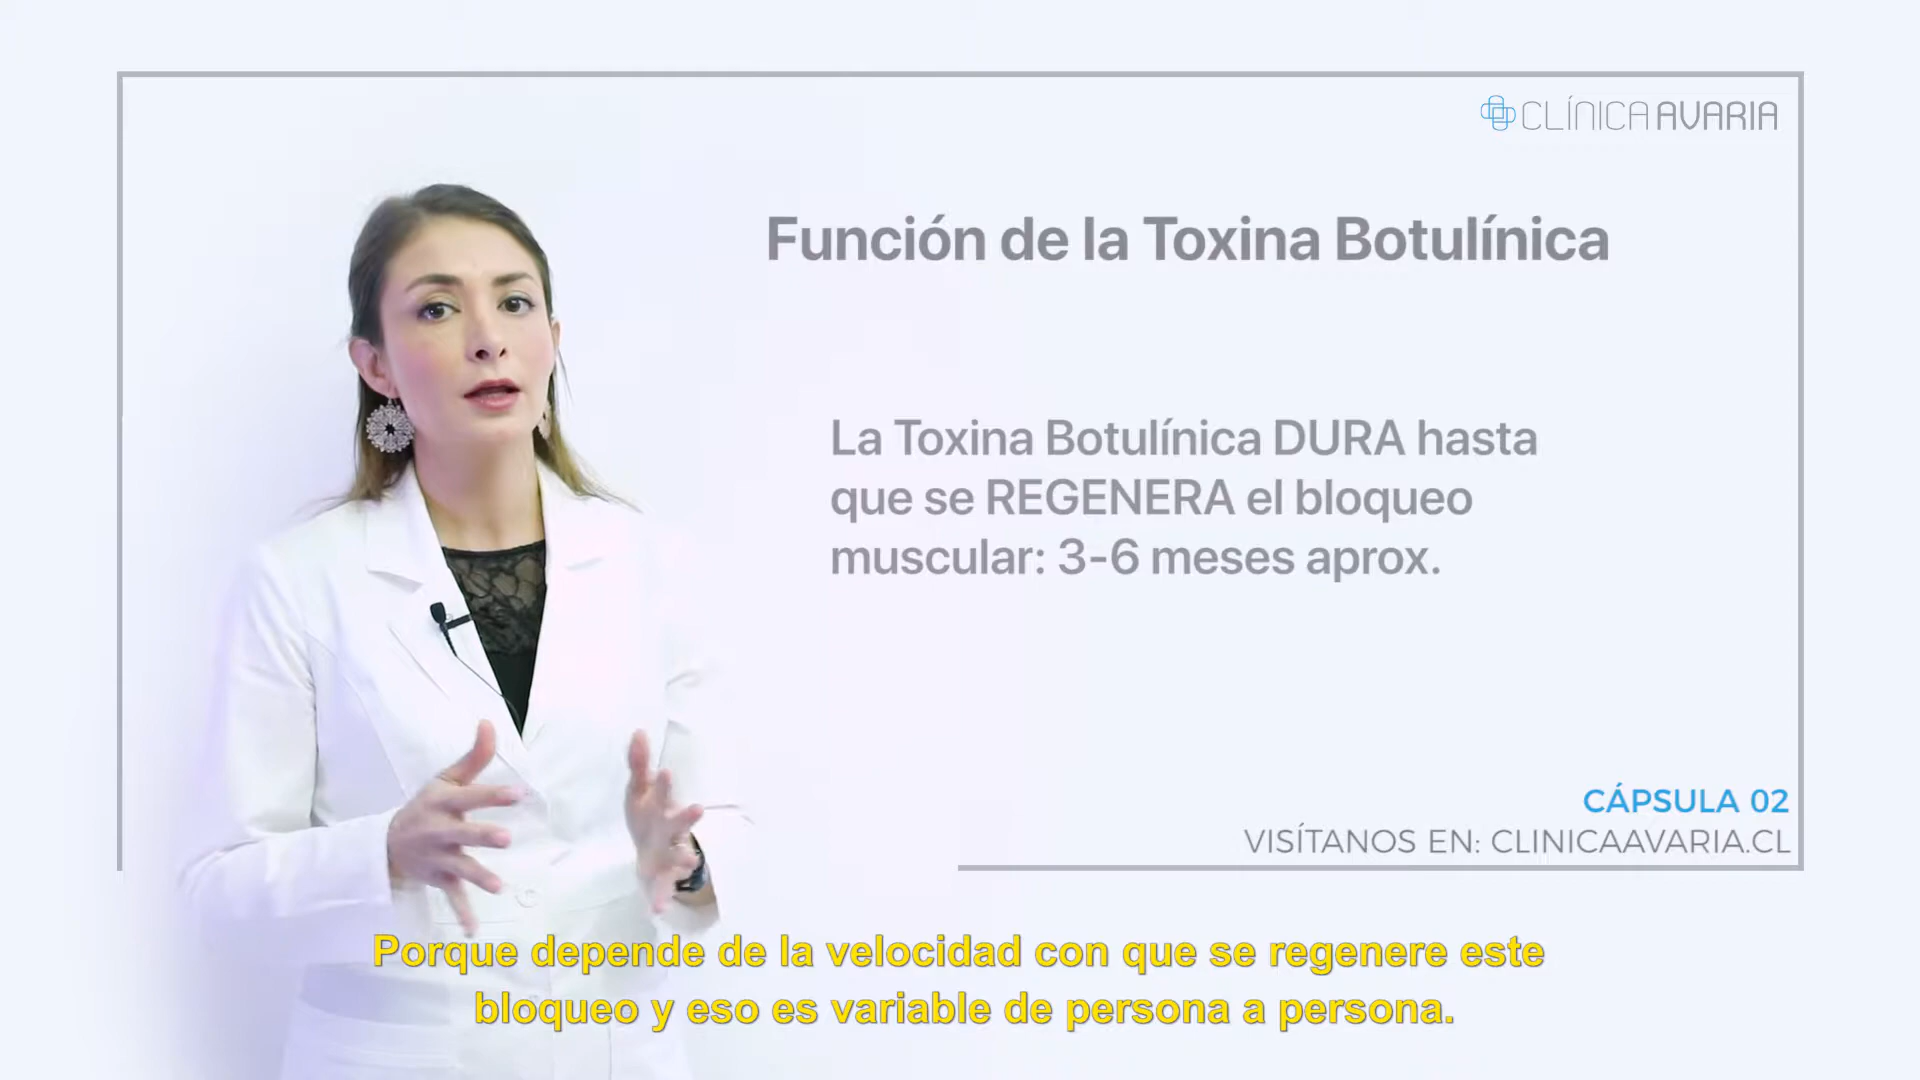 CLÍNICA AVARIA
Función de la Toxina Botulínica
La Toxina Botulínica DURA hasta
que se REGENERA el bloqueo
muscular: 3-6 meses aprox.
CÁPSULA 02
VISÍTANOS EN: CLINICAAVARIA.CL
Porque depende de la velocidad con que se regenere este
bloqueo y eso es variable de persona a persona.